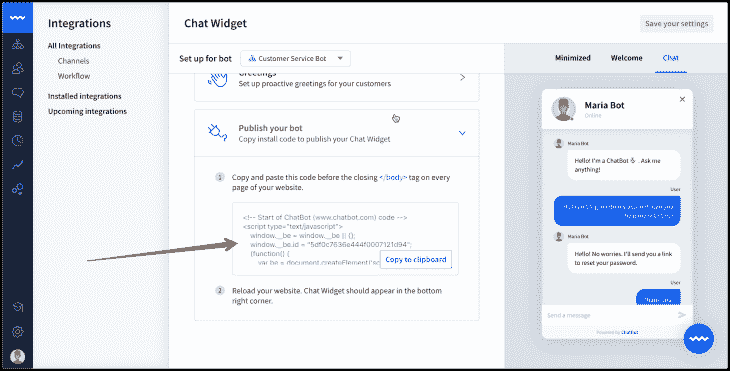 Integrations
All Integrations
Channels
Workflow
Installed integrations
Upcoming integrations
Chat Widget
Save your settings
Set up for bot
Customer Service Bot
Greetings
Set up proactive greetings for your customers
Publish your bot
Copy install code to publish your Chat Widget
1 Copy and paste this code before the closing </body> tag on every
page of your website.
<!-- Start of ChatBot (www.chatbot.com) code -->
<script type="text/javascript">
window.__be = window.__be || {};
window.__be.id = "5df0c7636e444f0007121d94";
(function() {
var be = document.createElement('sc
Copy to clipboard
2 Reload your website. Chat Widget should appear in the bottom
right corner.
Minimized
Welcome
Chat
Maria Bot
Online
Maria Bot
Hello! I'm a ChatBot. Ask me
anything!
User
Maria Bot
Hello! No worries. I'll send you a link
to reset your password.
User
Send a message
Powered by ChatBot